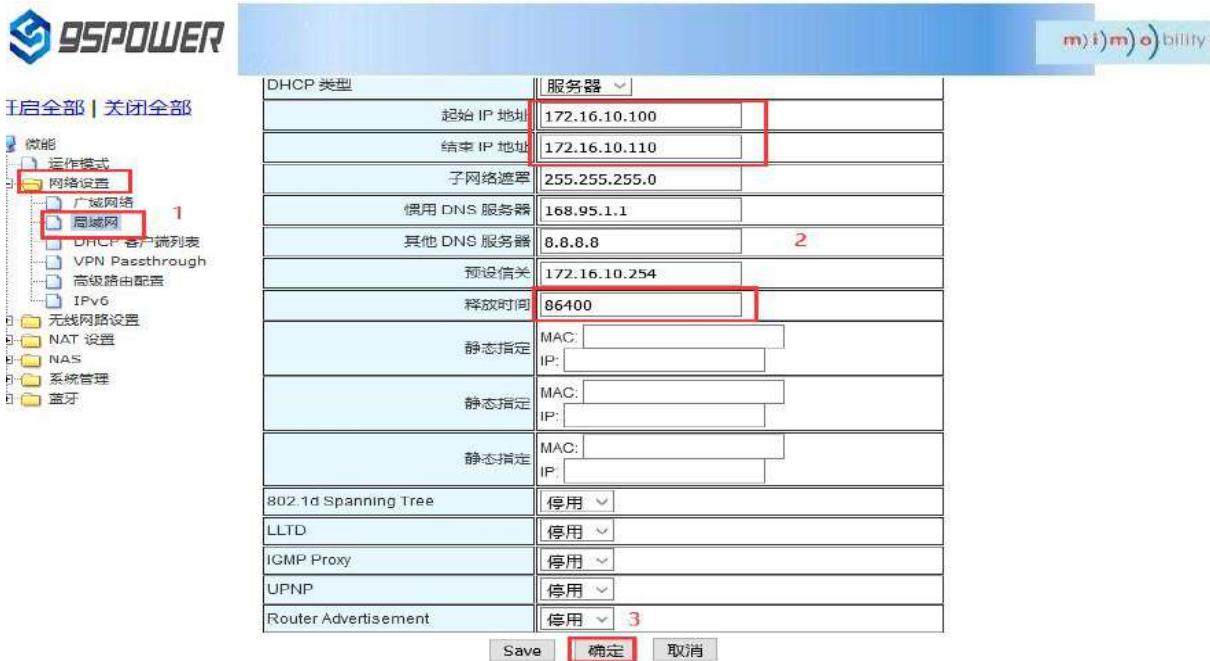 9SPOWER
m)i)m)o)bility
开启全部 | 关闭全部
微能
运作模式
网络设置
广域网络
局域网
1
DHCP 客户端列表
VPN Passthrough
高级路由配置
IPv6
无线网路设置
NAT 设置
NAS
系统管理
蓝牙
DHCP 类型 服务器
起始 IP 地址 172.16.10.100
结束 IP 地址 172.16.10.110
子网络遮罩 255.255.255.0
惯用 DNS 服务器 168.95.1.1
其他 DNS 服务器 8.8.8.8 2
预设信关 172.16.10.254
释放时间 86400
静态指定 MAC:
IP:
静态指定 MAC:
IP:
静态指定 MAC:
IP:
802.1d Spanning Tree 停用
LLTD 停用
IGMP Proxy 停用
UPNP 停用
Router Advertisement 停用 3
Save 确定 取消